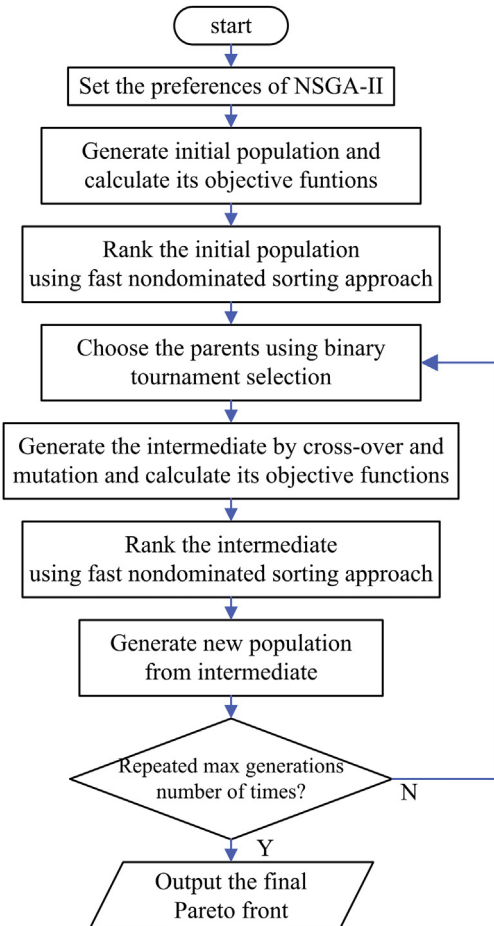 start
Set the preferences of NSGA-II
Generate initial population and
calculate its objective funtions
Rank the initial population
using fast nondominated sorting approach
Choose the parents using binary
tournament selection
Generate the intermediate by cross-over and
mutation and calculate its objective functions
Rank the intermediate
using fast nondominated sorting approach
Generate new population
from intermediate
Repeated max generations
number of times?
N
Y
Output the final
Pareto front